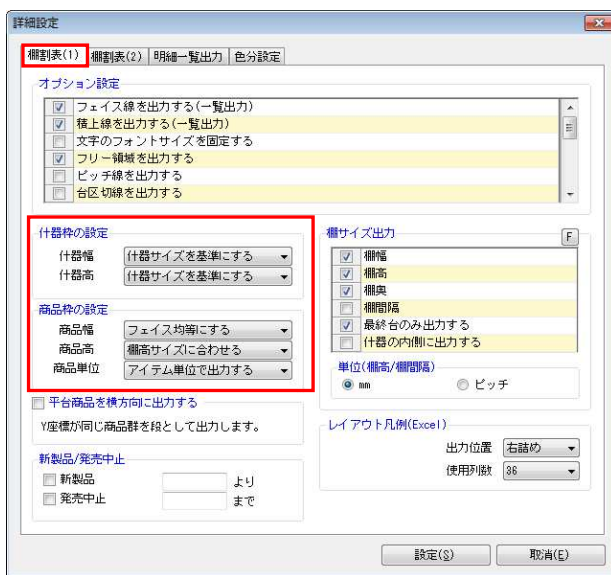 詳細設定
棚割表(1) 棚割表(2) 明細一覧出力 色分設定
オプション設定
フェイス線を出力する(一覧出力)
積上線を出力する(一覧出力)
文字のフォントサイズを固定する
フリー領域を出力する
ピッチ線を出力する
台区切線を出力する
什器枠の設定
什器幅 什器サイズを基準にする
什器高 什器サイズを基準にする
商品枠の設定
商品幅 フェイス均等にする
商品高 棚高サイズに合わせる
商品単位 アイテム単位で出力する
平台商品を横方向に出力する
Y座標が同じ商品群を段として出力します。
新製品/発売中止
新製品 より
発売中止 まで
棚サイズ出力 F
棚幅
棚高
棚奥
棚間隔
最終台のみ出力する
什器の内側に出力する
単位(棚高/棚間隔)
mm ピッチ
レイアウト凡例(Excel)
出力位置 右詰め
使用列数 36
設定(S) 取消(E)